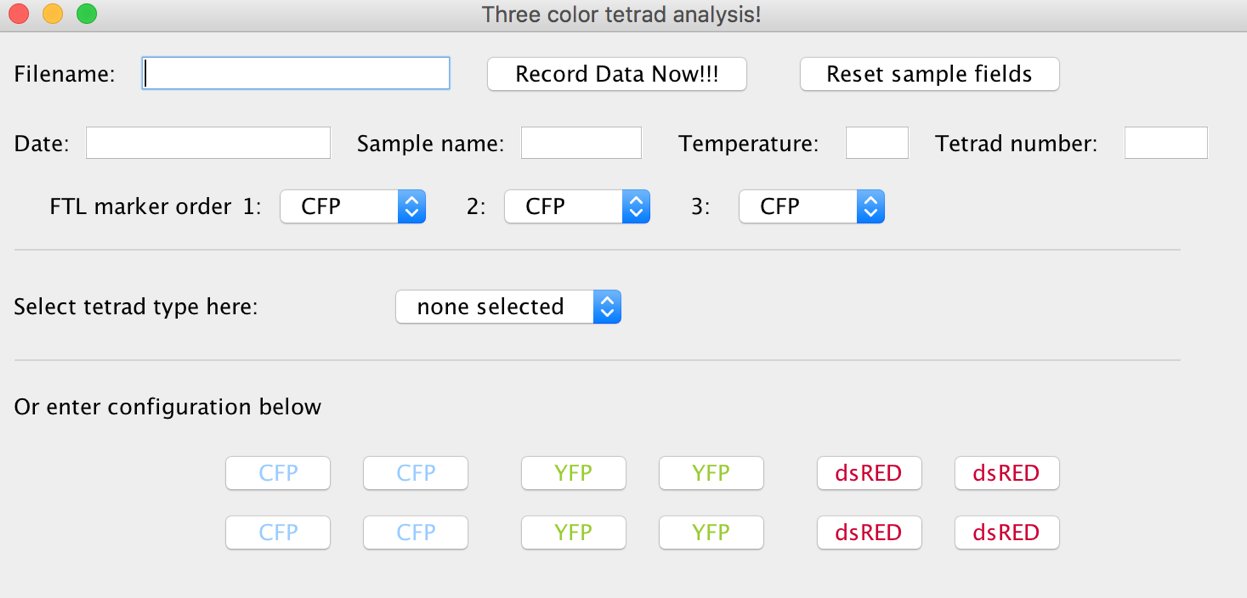 Three color tetrad analysis!
Filename: Record Data Now!!! Reset sample fields
Date: Sample name: Temperature: Tetrad number:
FTL marker order 1: CFP 2: CFP 3: CFP
Select tetrad type here: none selected
Or enter configuration below
CFP CFP YFP YFP dsRED dsRED
CFP CFP YFP YFP dsRED dsRED